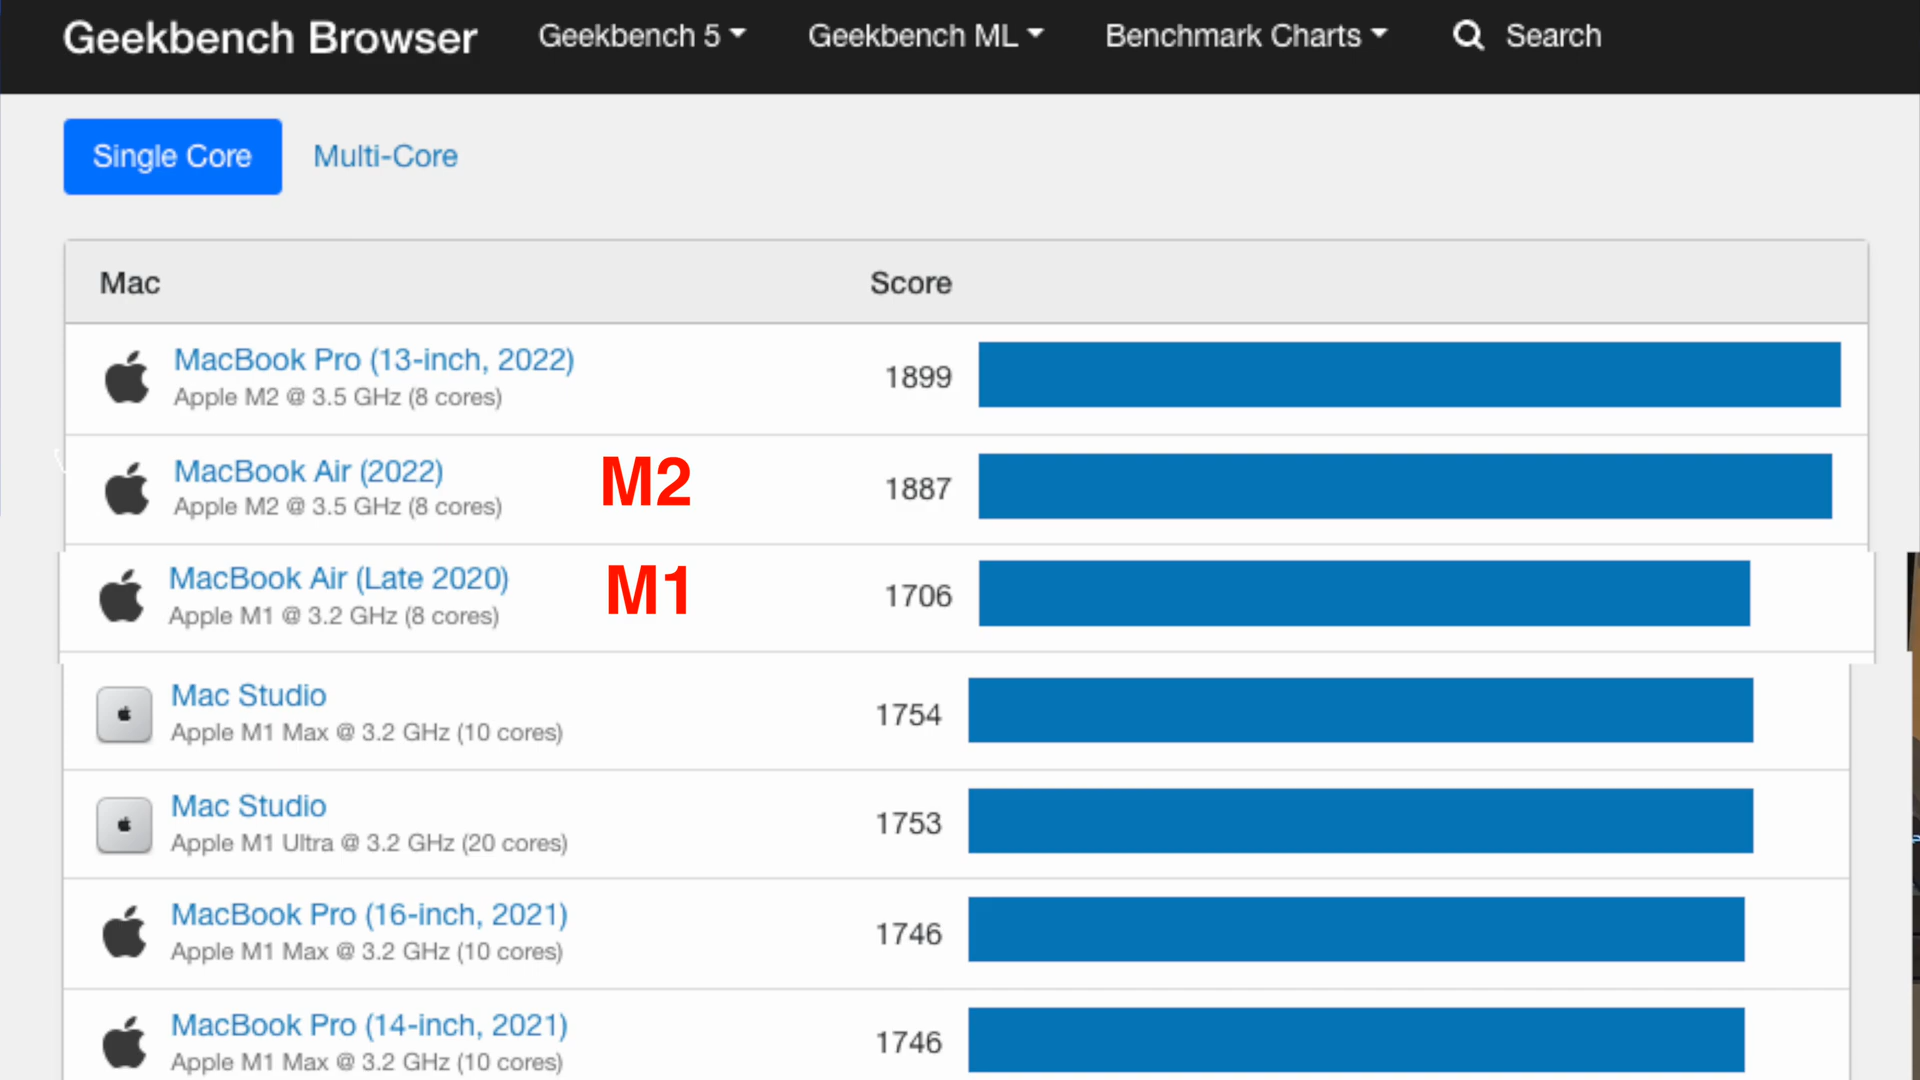 Geekbench Browser Geekbench 5 Geekbench ML Benchmark Charts Search
Single Core Multi-Core
Mac Score
MacBook Pro (13-inch, 2022) 1899
Apple M2 @ 3.5 GHz (8 cores)
MacBook Air (2022) M2 1887
Apple M2 @ 3.5 GHz (8 cores)
MacBook Air (Late 2020) M1 1706
Apple M1 @ 3.2 GHz (8 cores)
Mac Studio 1754
Apple M1 Max @ 3.2 GHz (10 cores)
Mac Studio 1753
Apple M1 Ultra @ 3.2 GHz (20 cores)
MacBook Pro (16-inch, 2021) 1746
Apple M1 Max @ 3.2 GHz (10 cores)
MacBook Pro (14-inch, 2021) 1746
Apple M1 Max @ 3.2 GHz (10 cores)